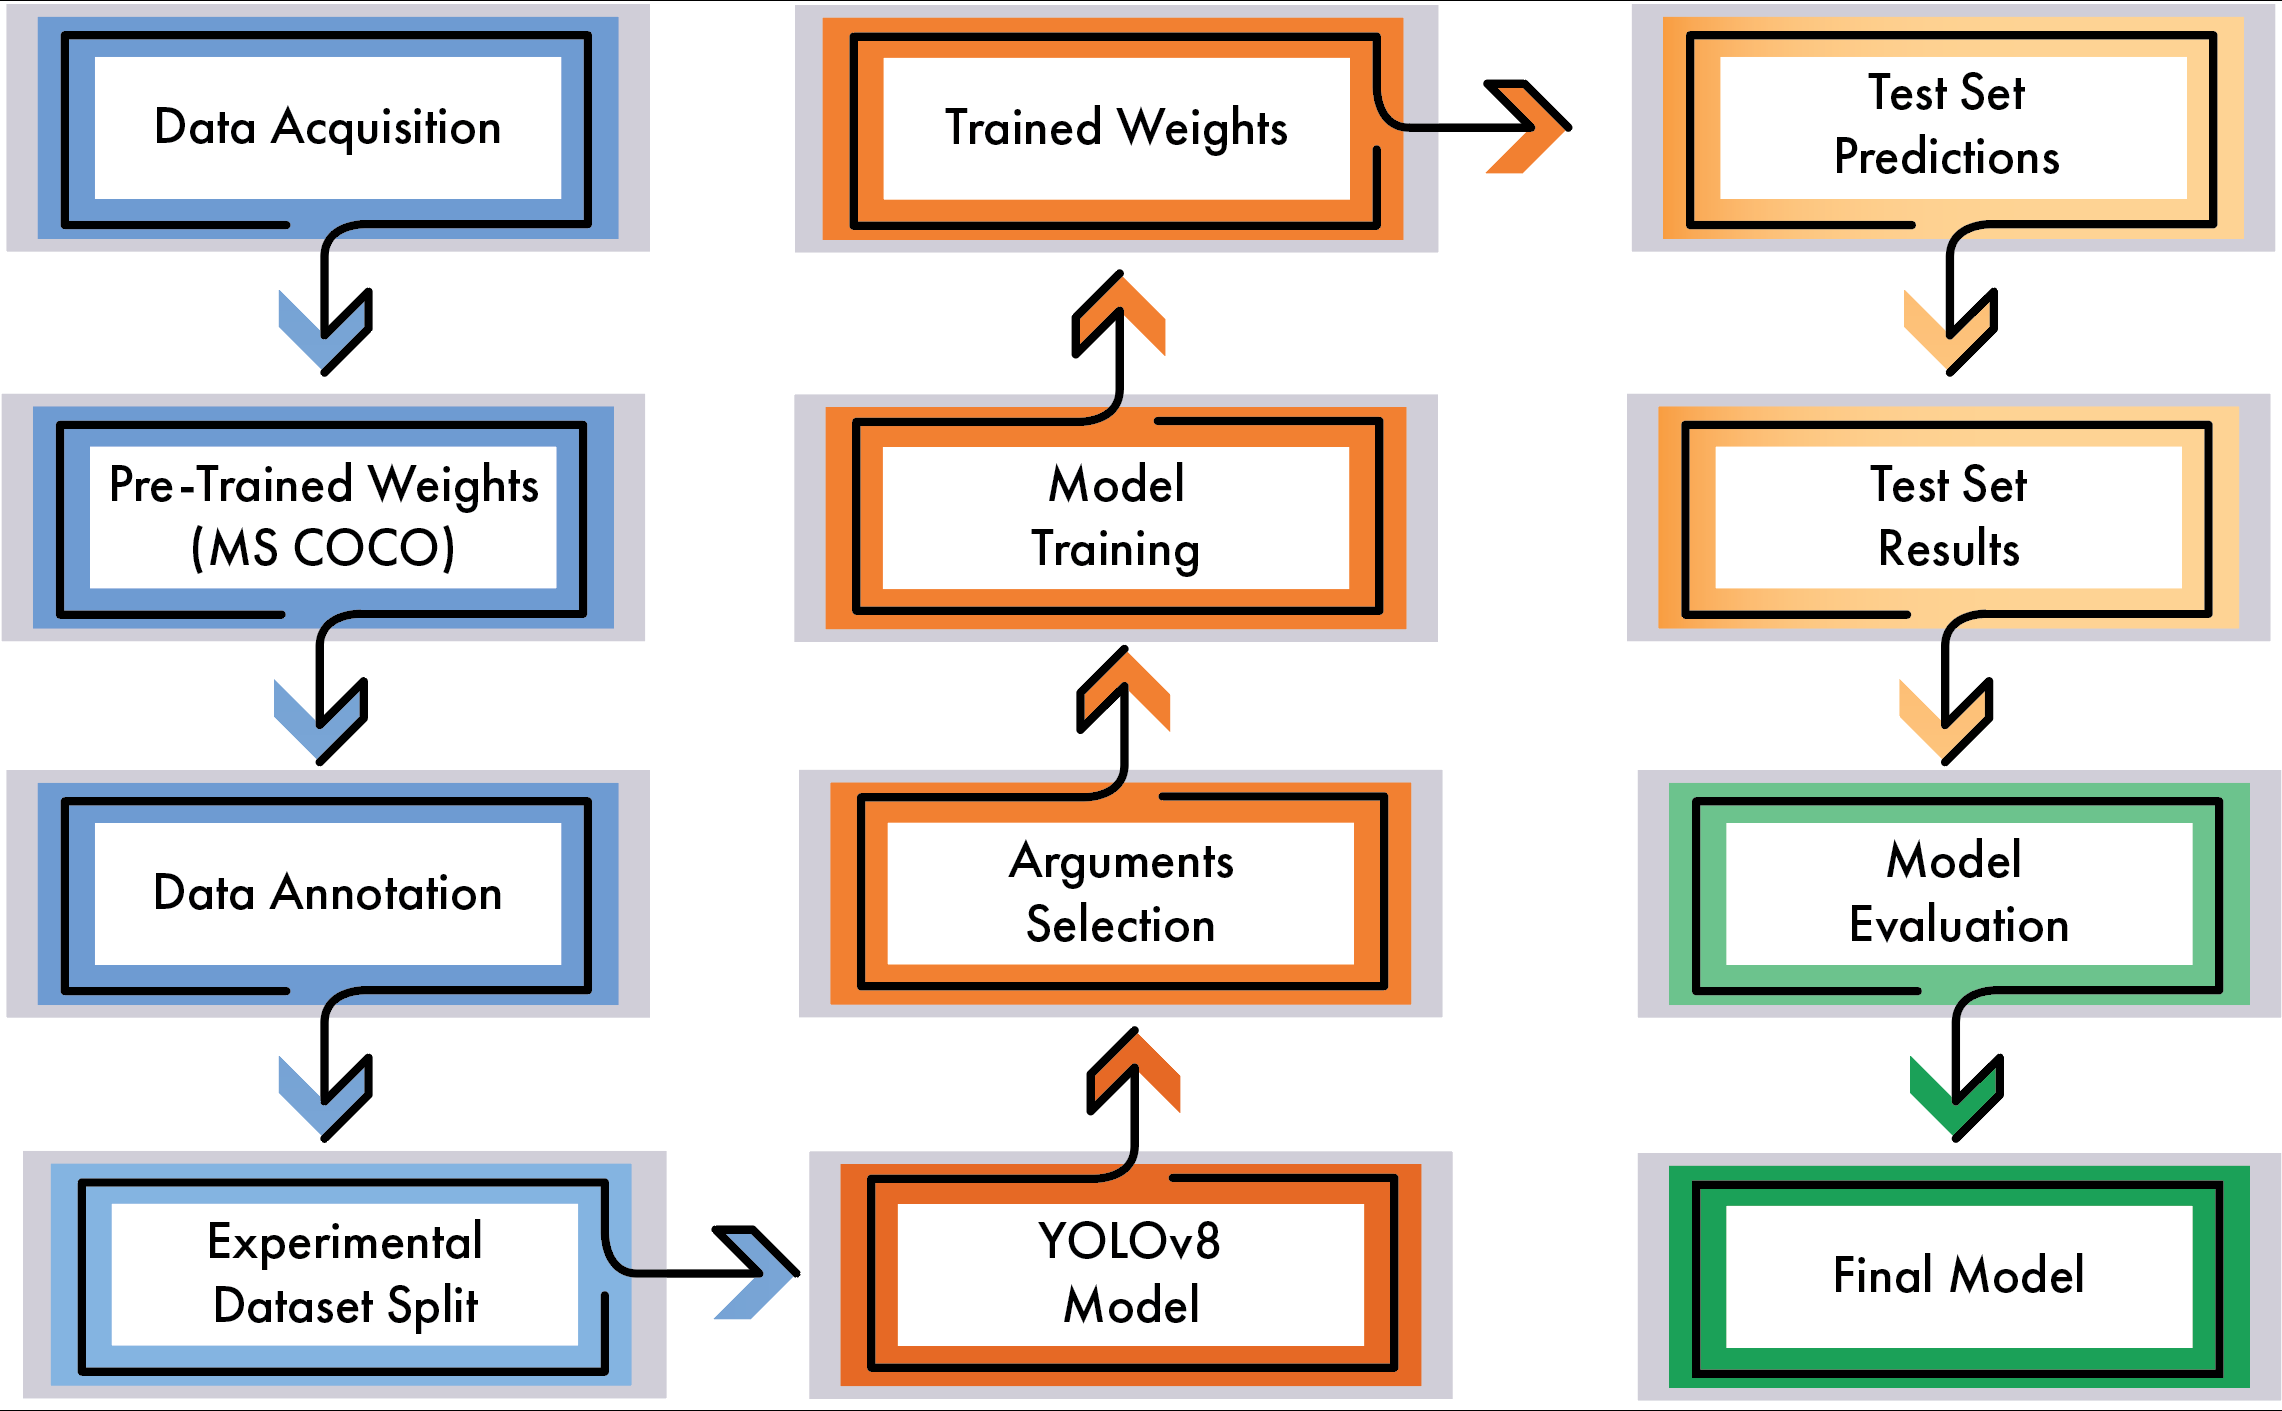 Data Acquisition
Pre-Trained Weights
(MS COCO)
Data Annotation
Experimental
Dataset Split
YOLOv8
Model
Arguments
Selection
Model
Training
Trained Weights
Test Set
Predictions
Test Set
Results
Model
Evaluation
Final Model